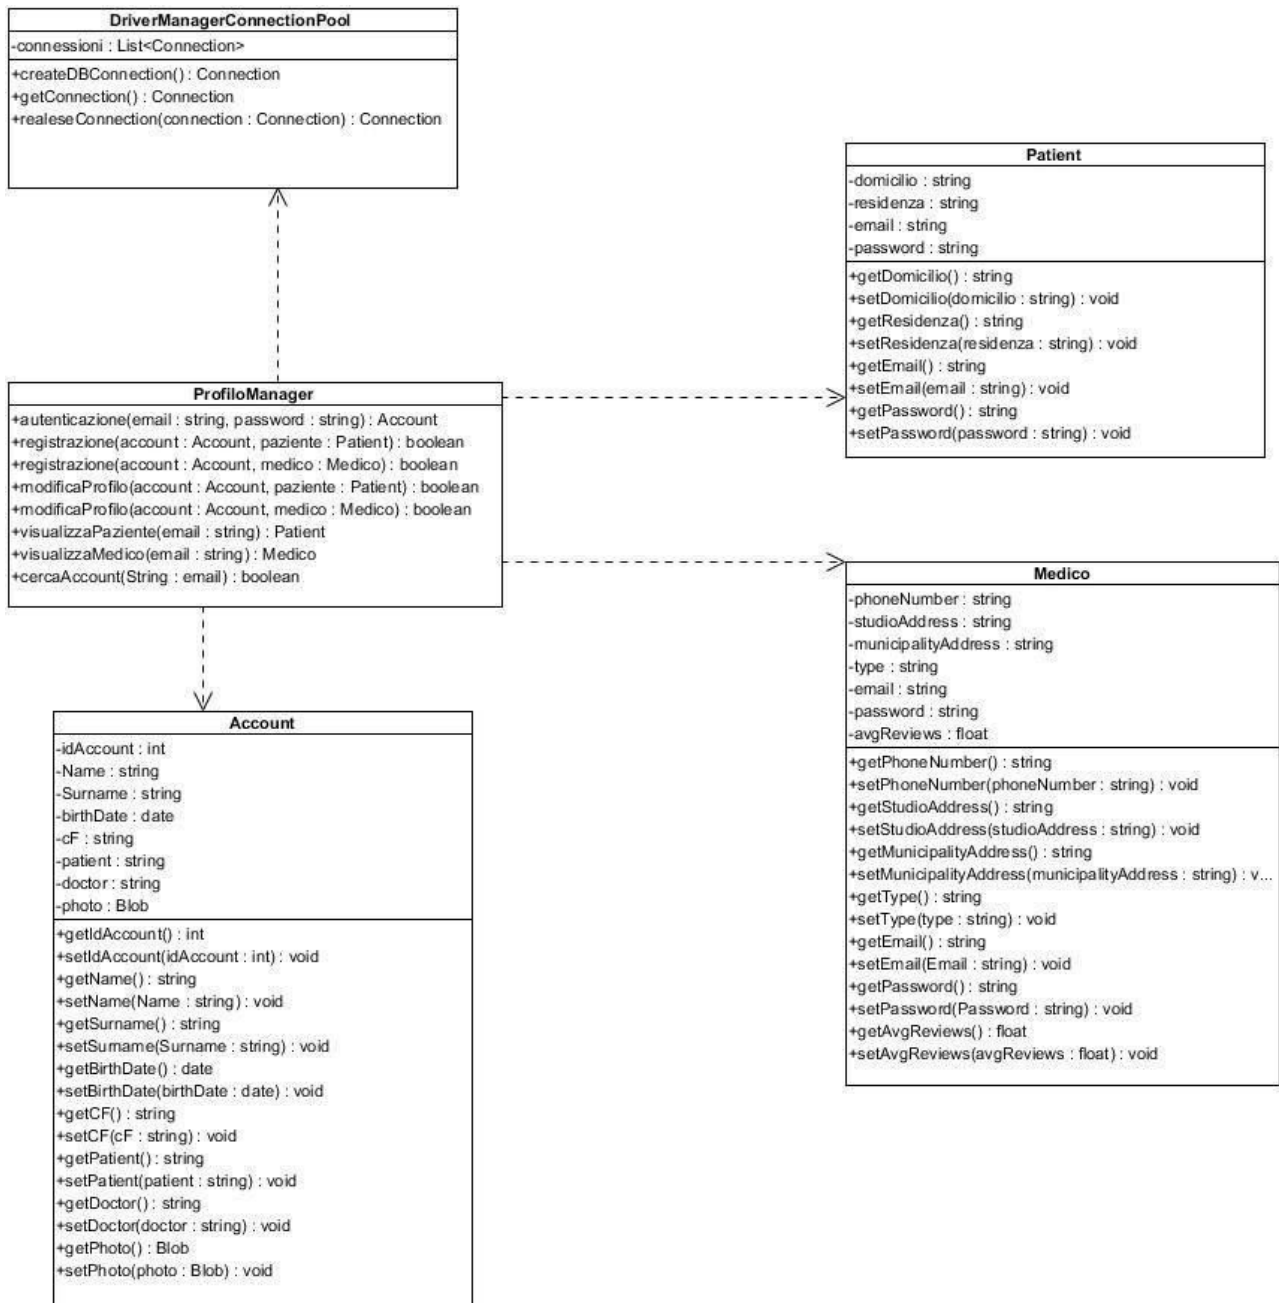 DriverManagerConnectionPool
-connessioni : List<Connection>
+createDBConnection() : Connection
+getConnection() : Connection
+realeseConnection(connection : Connection) : Connection
Patient
-domicilio : string
-residenza : string
-email : string
-password : string
+getDomicilio() : string
+setDomicilio(domicilio : string) : void
+getResidenza() : string
+setResidenza(residenza : string) : void
+getEmail() : string
+setEmail(email : string) : void
+getPassword() : string
+setPassword(password : string) : void
ProfiloManager
+autenticazione(email : string, password : string) : Account
+registrazione(account : Account, paziente : Patient) : boolean
+registrazione(account : Account, medico : Medico) : boolean
+modificaProfilo(account : Account, paziente : Patient) : boolean
+modificaProfilo(account : Account, medico : Medico) : boolean
+visualizzaPaziente(email : string) : Patient
+visualizzaMedico(email : string) : Medico
+cercaAccount(String : email) : boolean
Medico
-phoneNumber : string
-studioAddress : string
-municipalityAddress : string
-type : string
-email : string
-password : string
-avgReviews : float
+getPhoneNumber() : string
+setPhoneNumber(phoneNumber : string) : void
+getStudioAddress() : string
+setStudioAddress(studioAddress : string) : void
+getMunicipalityAddress() : string
+setMunicipalityAddress(municipalityAddress : string) : v...
+getType() : string
+setType(type : string) : void
+getEmail() : string
+setEmail(Email : string) : void
+getPassword() : string
+setPassword(Password : string) : void
+getAvgReviews() : float
+setAvgReviews(avgReviews : float) : void
Account
-idAccount : int
-Name : string
-Surname : string
-birthDate : date
-cF : string
-patient : string
-doctor : string
-photo : Blob
+getIdAccount() : int
+setIdAccount(idAccount : int) : void
+getName() : string
+setName(Name : string) : void
+getSurname() : string
+setSurname(Surname : string) : void
+getBirthDate() : date
+setBirthDate(birthDate : date) : void
+getCF() : string
+setCF(cF : string) : void
+getPatient() : string
+setPatient(patient : string) : void
+getDoctor() : string
+setDoctor(doctor : string) : void
+getPhoto() : Blob
+setPhoto(photo : Blob) : void